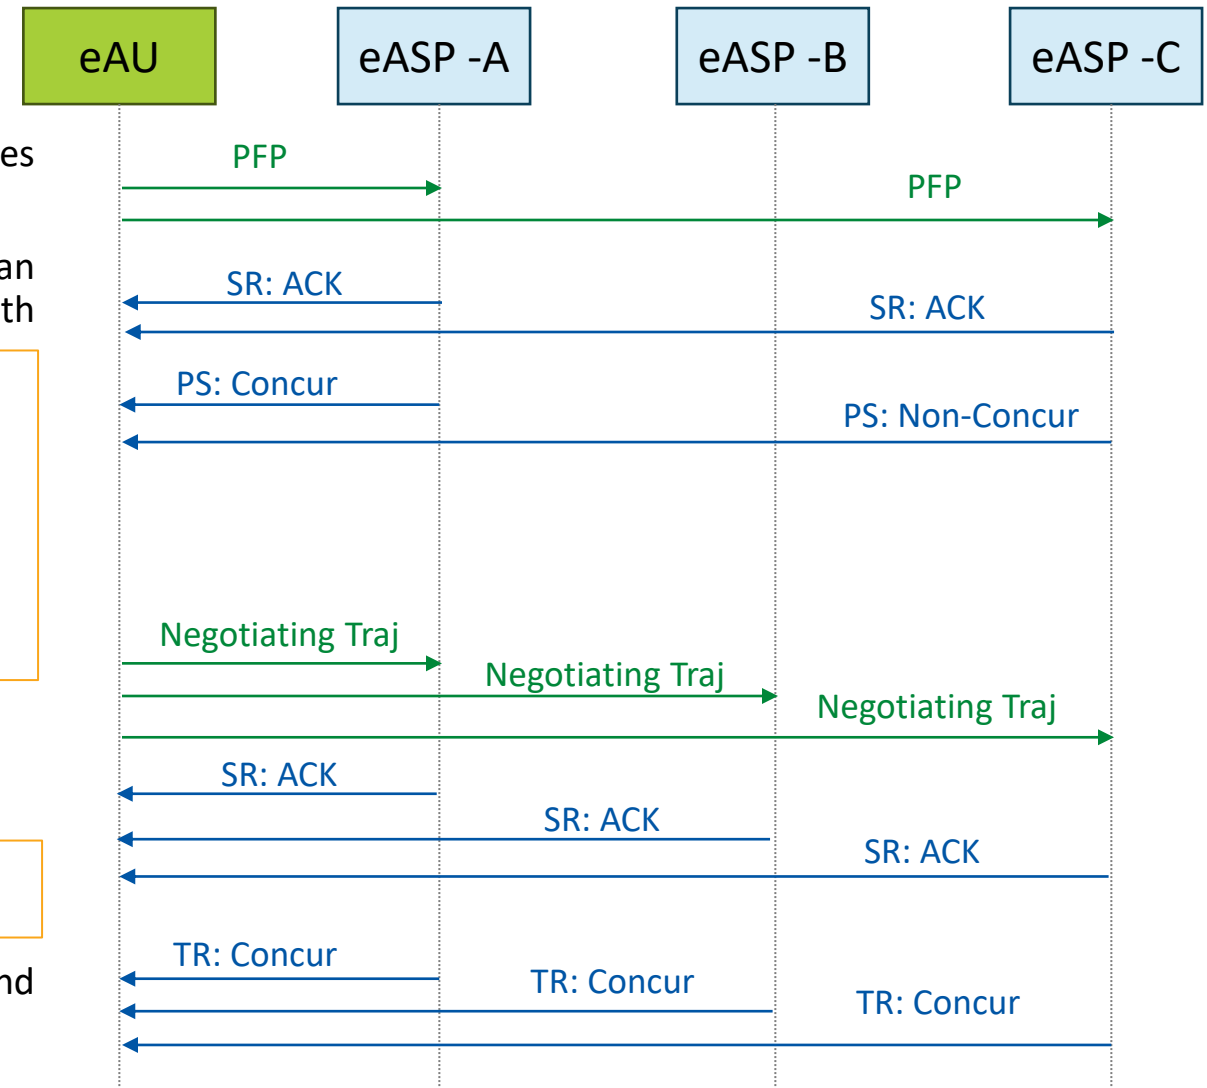 eAU
eASP -A
eASP -B
eASP -C
es
PFP
PFP
an
th
SR: ACK
SR: ACK
PS: Concur
PS: Non-Concur
Negotiating Traj
Negotiating Traj
Negotiating Traj
SR: ACK
SR: ACK
SR: ACK
TR: Concur
nd
TR: Concur
TR: Concur